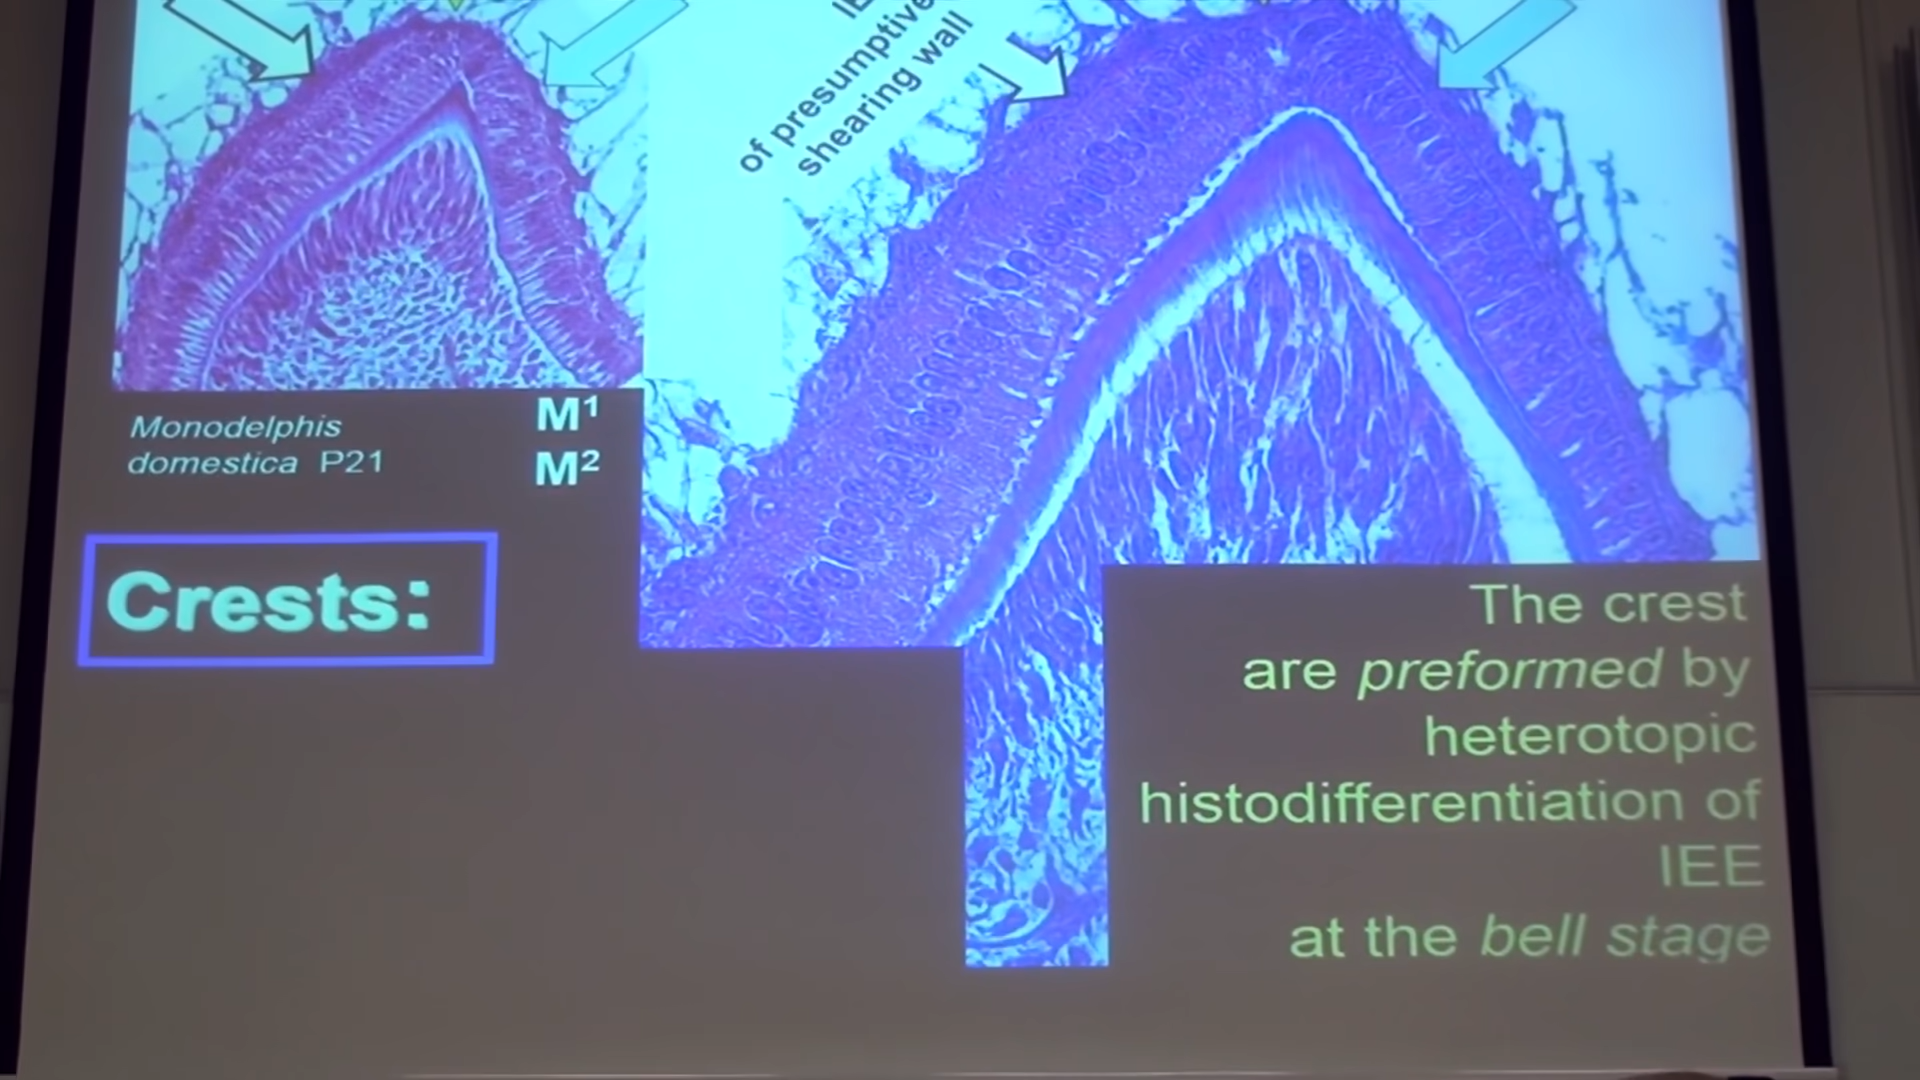 of presumptive
shearing wall
Monodelphis
domestica P21
M¹
M²
Crests:
The crest
are preformed by
heterotopic
histodifferentiation of
IEE
at the bell stage